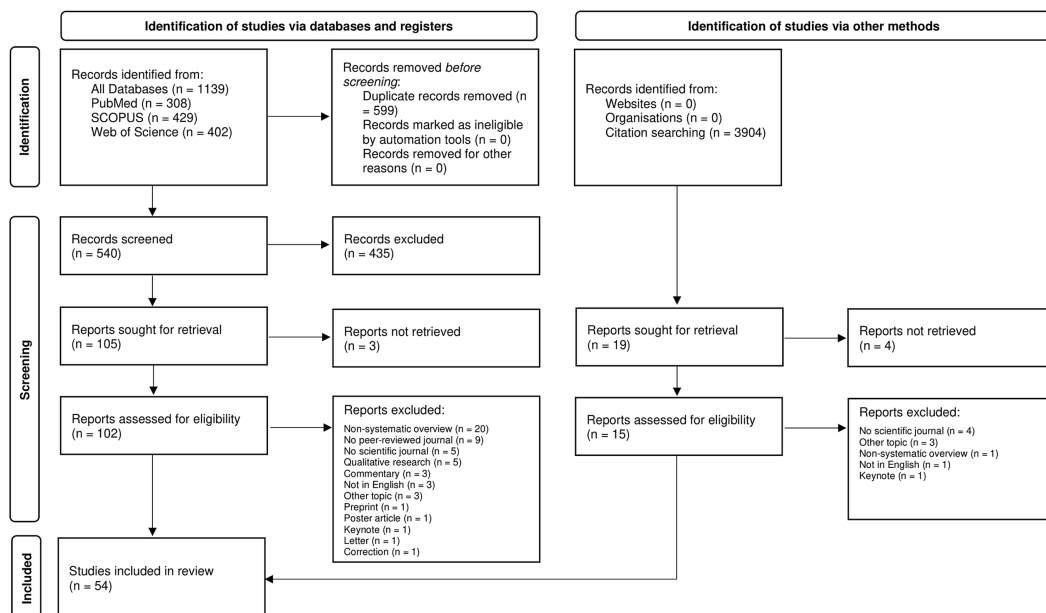 Identification of studies via databases and registers
Identification of studies via other methods
Identification
Records identified from:
All Databases (n = 1139)
PubMed (n = 308)
SCOPUS (n = 429)
Web of Science (n = 402)
Records removed before
screening:
Duplicate records removed (n
= 599)
Records marked as ineligible
by automation tools (n = 0)
Records removed for other
reasons (n = 0)
Records identified from:
Websites (n = 0)
Organisations (n = 0)
Citation searching (n = 3904)
Screening
Records screened
(n = 540)
Records excluded
(n = 435)
Reports sought for retrieval
(n = 105)
Reports not retrieved
(n = 3)
Reports sought for retrieval
(n = 19)
Reports not retrieved
(n = 4)
Reports assessed for eligibility
(n = 102)
Reports excluded:
Non-systematic overview (n = 20)
No peer-reviewed journal (n = 9)
No scientific journal (n = 5)
Qualitative research (n = 5)
Commentary (n = 3)
Not in English (n = 3)
Other topic (n = 3)
Preprint (n = 1)
Poster article (n = 1)
Keynote (n = 1)
Letter (n = 1)
Correction (n = 1)
Reports assessed for eligibility
(n = 15)
Reports excluded:
No scientific journal (n = 4)
Other topic (n = 3)
Non-systematic overview (n = 1)
Not in English (n = 1)
Keynote (n = 1)
Included
Studies included in review
(n = 54)